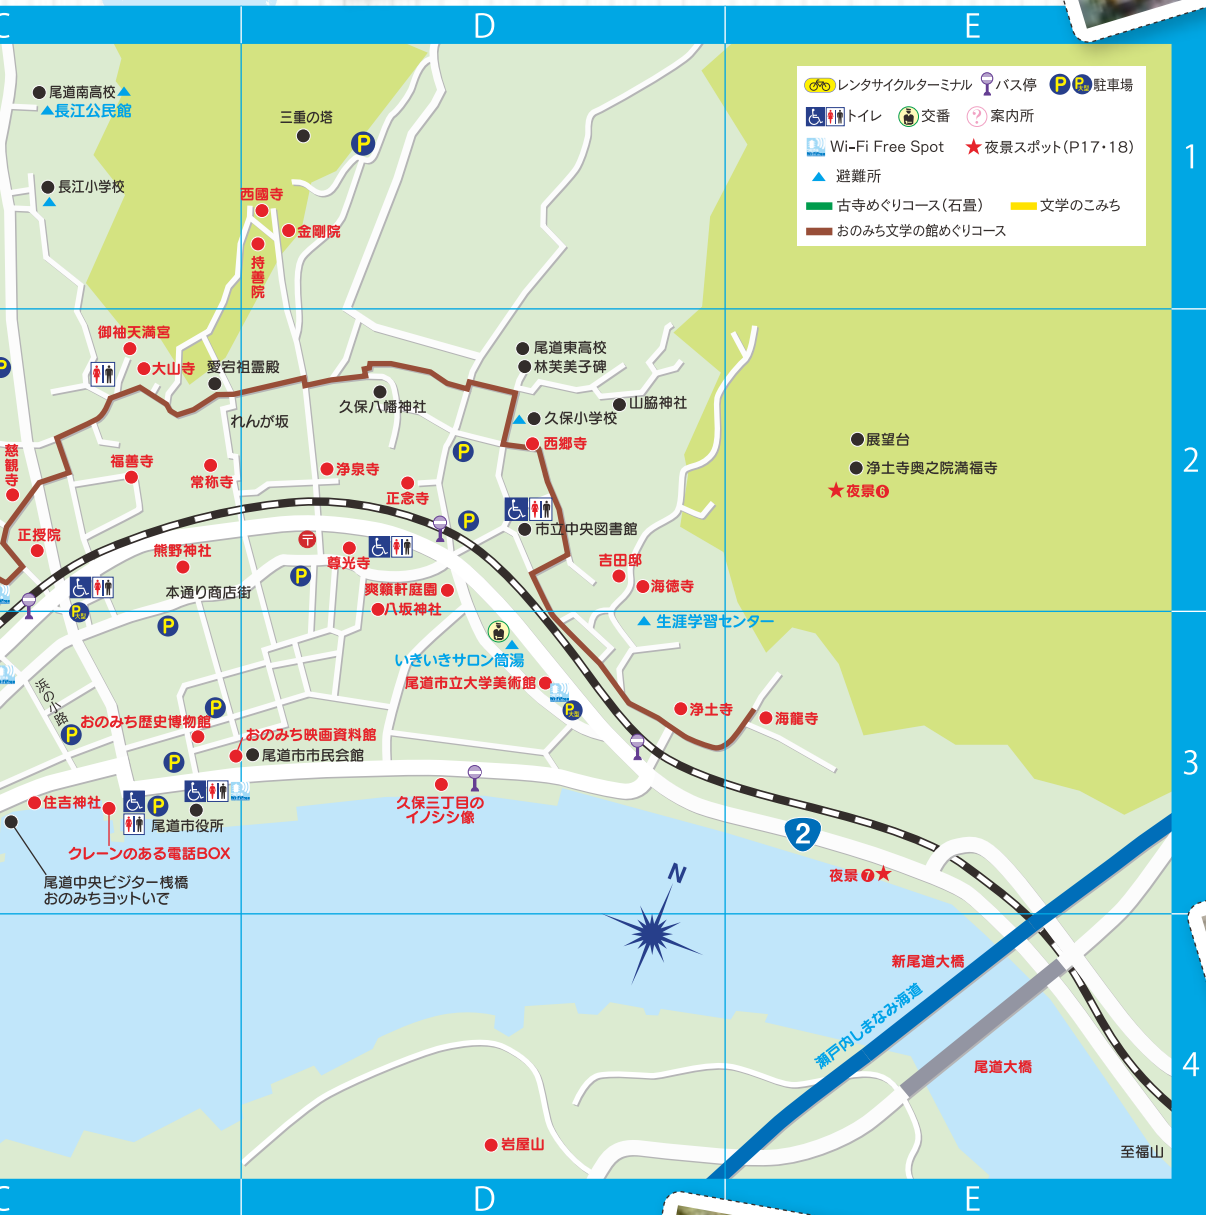 C
D
E
1
2
3
4
レンタサイクルターミナル
バス停
P
P大型
駐車場
トイレ
交番
?
案内所
Wi-Fi Free Spot
夜景スポット(P17・18)
避難所
古寺めぐりコース(石畳)
文学のこみち
おのみち文学の館めぐりコース
尾道南高校
長江公民館
三重の塔
P
長江小学校
西國寺
金剛院
持善院
御袖天満宮
大山寺
愛宕祖霊殿
尾道東高校
林芙美子碑
久保八幡神社
山脇神社
久保小学校
れんが坂
西郷寺
展望台
浄土寺奥之院満福寺
夜景❻
慈観寺
福善寺
常称寺
浄泉寺
正念寺
P
P
市立中央図書館
正授院
熊野神社
〒
尊光寺
P
吉田邸
海徳寺
本通り商店街
爽籟軒庭園
八坂神社
P大型
P
生涯学習センター
いきいきサロン筒湯
尾道市立大学美術館
P大型
浜の小路
P
P
おのみち歴史博物館
おのみち映画資料館
尾道市市民会館
浄土寺
海龍寺
P
住吉神社
P
尾道市役所
久保三丁目の
イノシシ像
クレーンのある電話BOX
尾道中央ビジター桟橋
おのみちヨットいで
2
夜景❼
N
新尾道大橋
瀬戸内しまなみ海道
尾道大橋
岩屋山
至福山
C
D
E